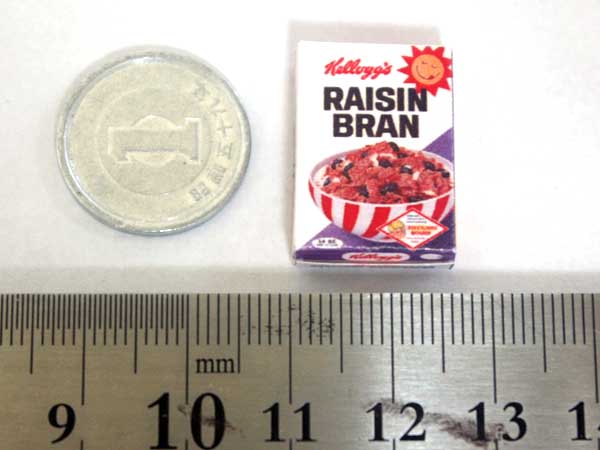 1
Kellogg's
RAISIN
BRAN
Kellogg's
mm
9 10 11 12 13